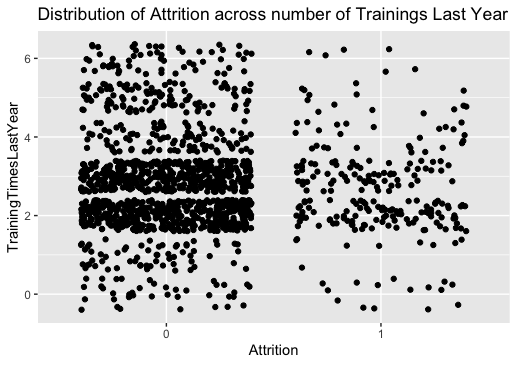 Distribution of Attrition across number of Trainings Last Year
TrainingTimesLastYear
6
4
2
0
0 1
Attrition